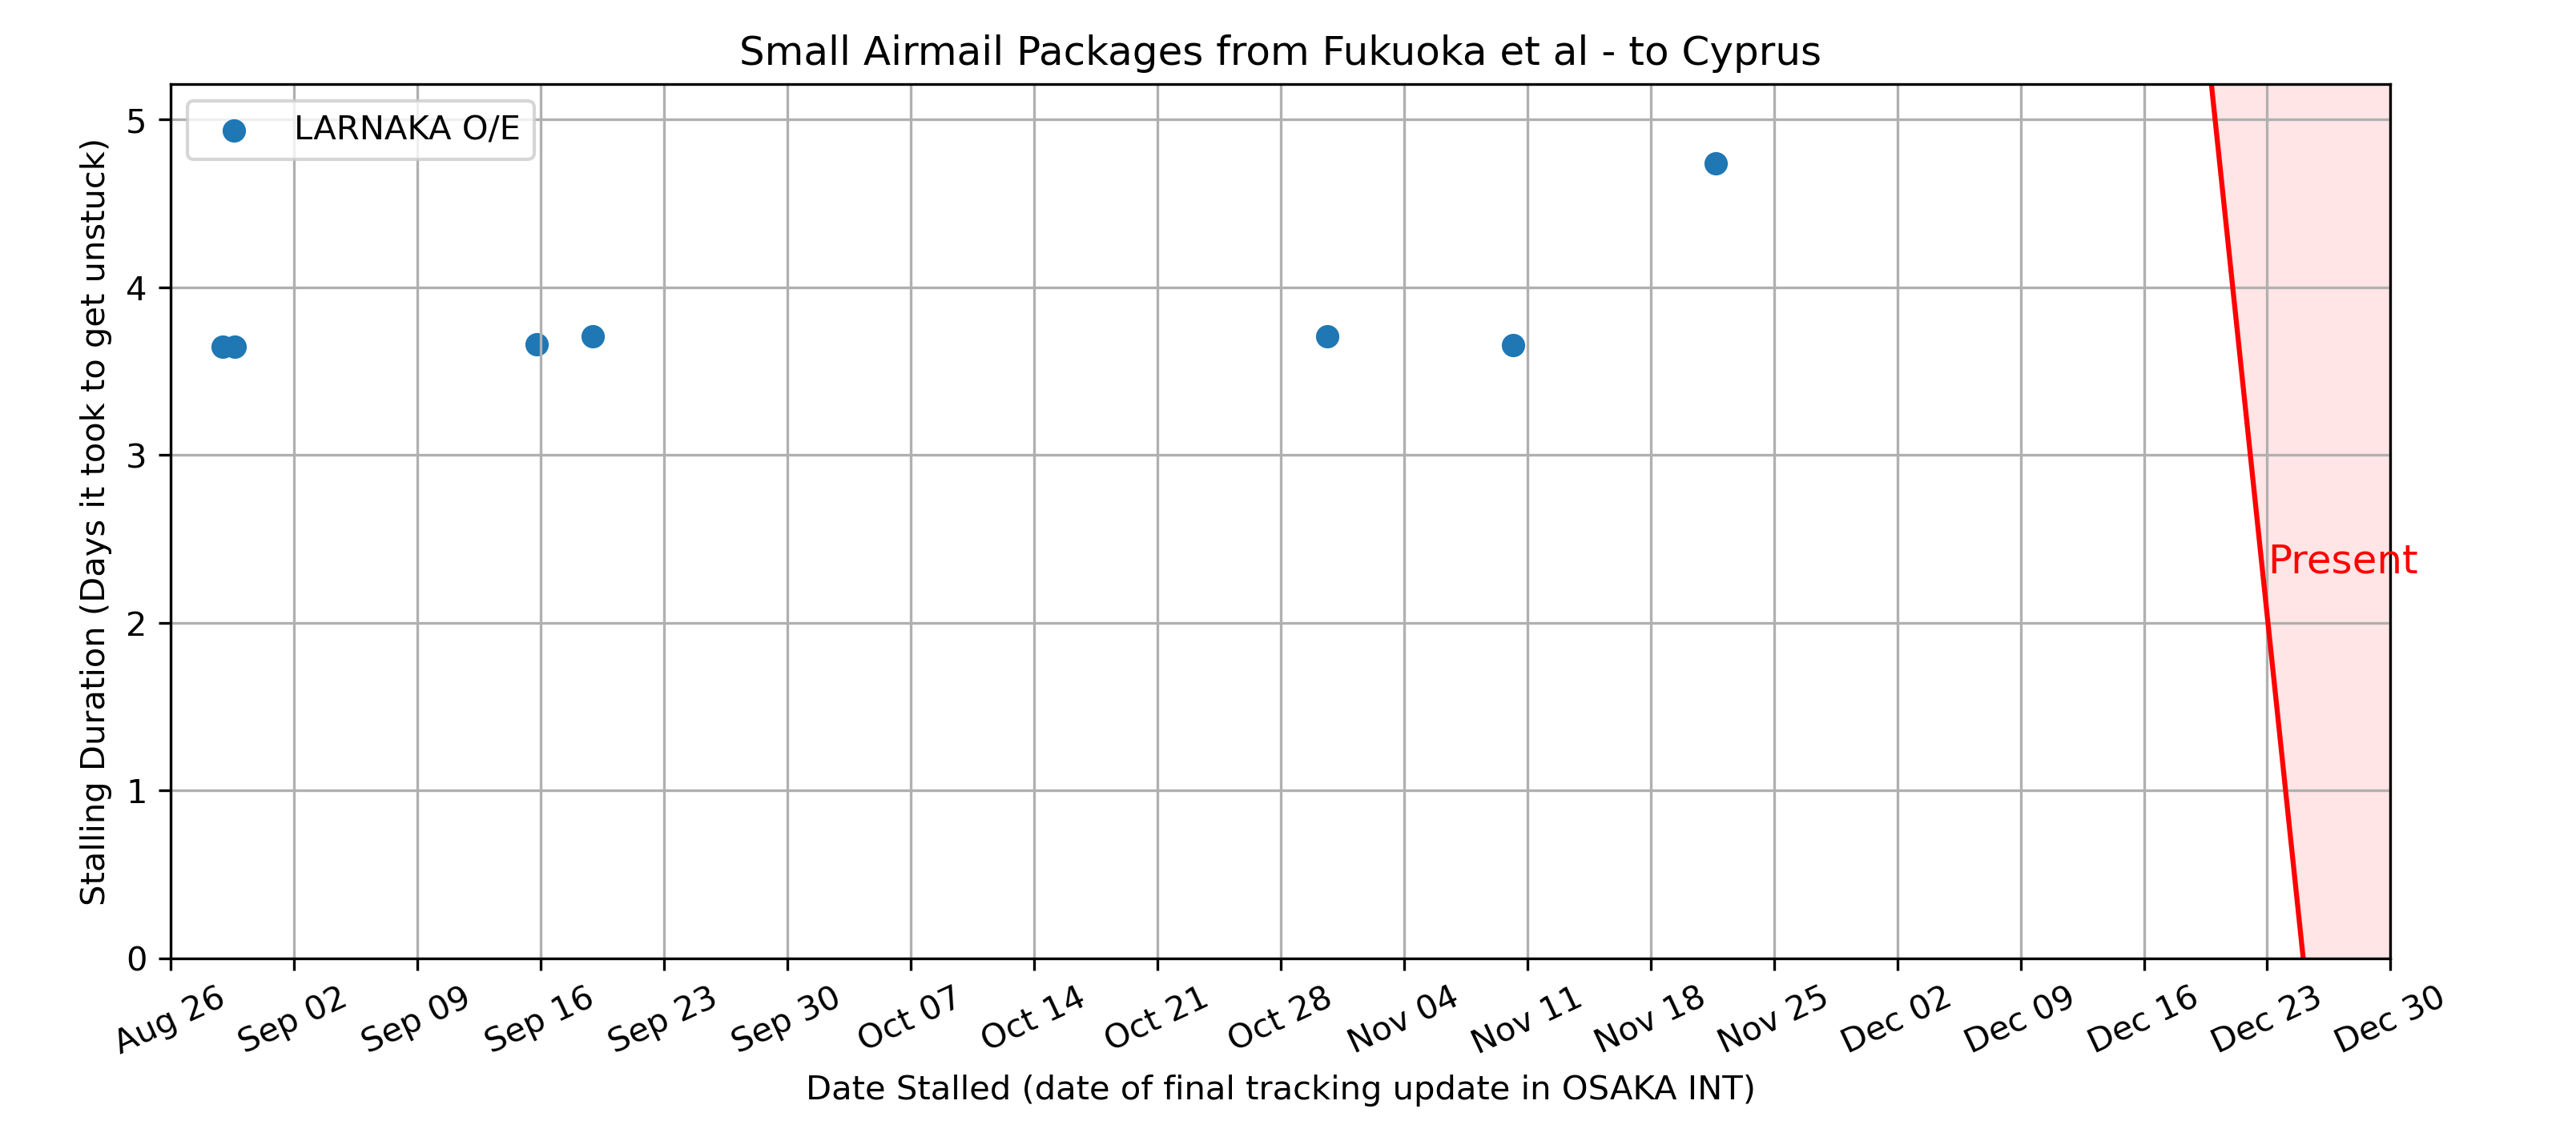 Small Airmail Packages from Fukuoka et al - to Cyprus
LARNAKA O/E
Stalling Duration (Days it took to get unstuck)
5
4
3
2
1
0
Present
Aug 26
Sep 02
Sep 09
Sep 16
Sep 23
Sep 30
Oct 07
Oct 14
Oct 21
Oct 28
Nov 04
Nov 11
Nov 18
Nov 25
Dec 02
Dec 09
Dec 16
Dec 23
Dec 30
Date Stalled (date of final tracking update in OSAKA INT)